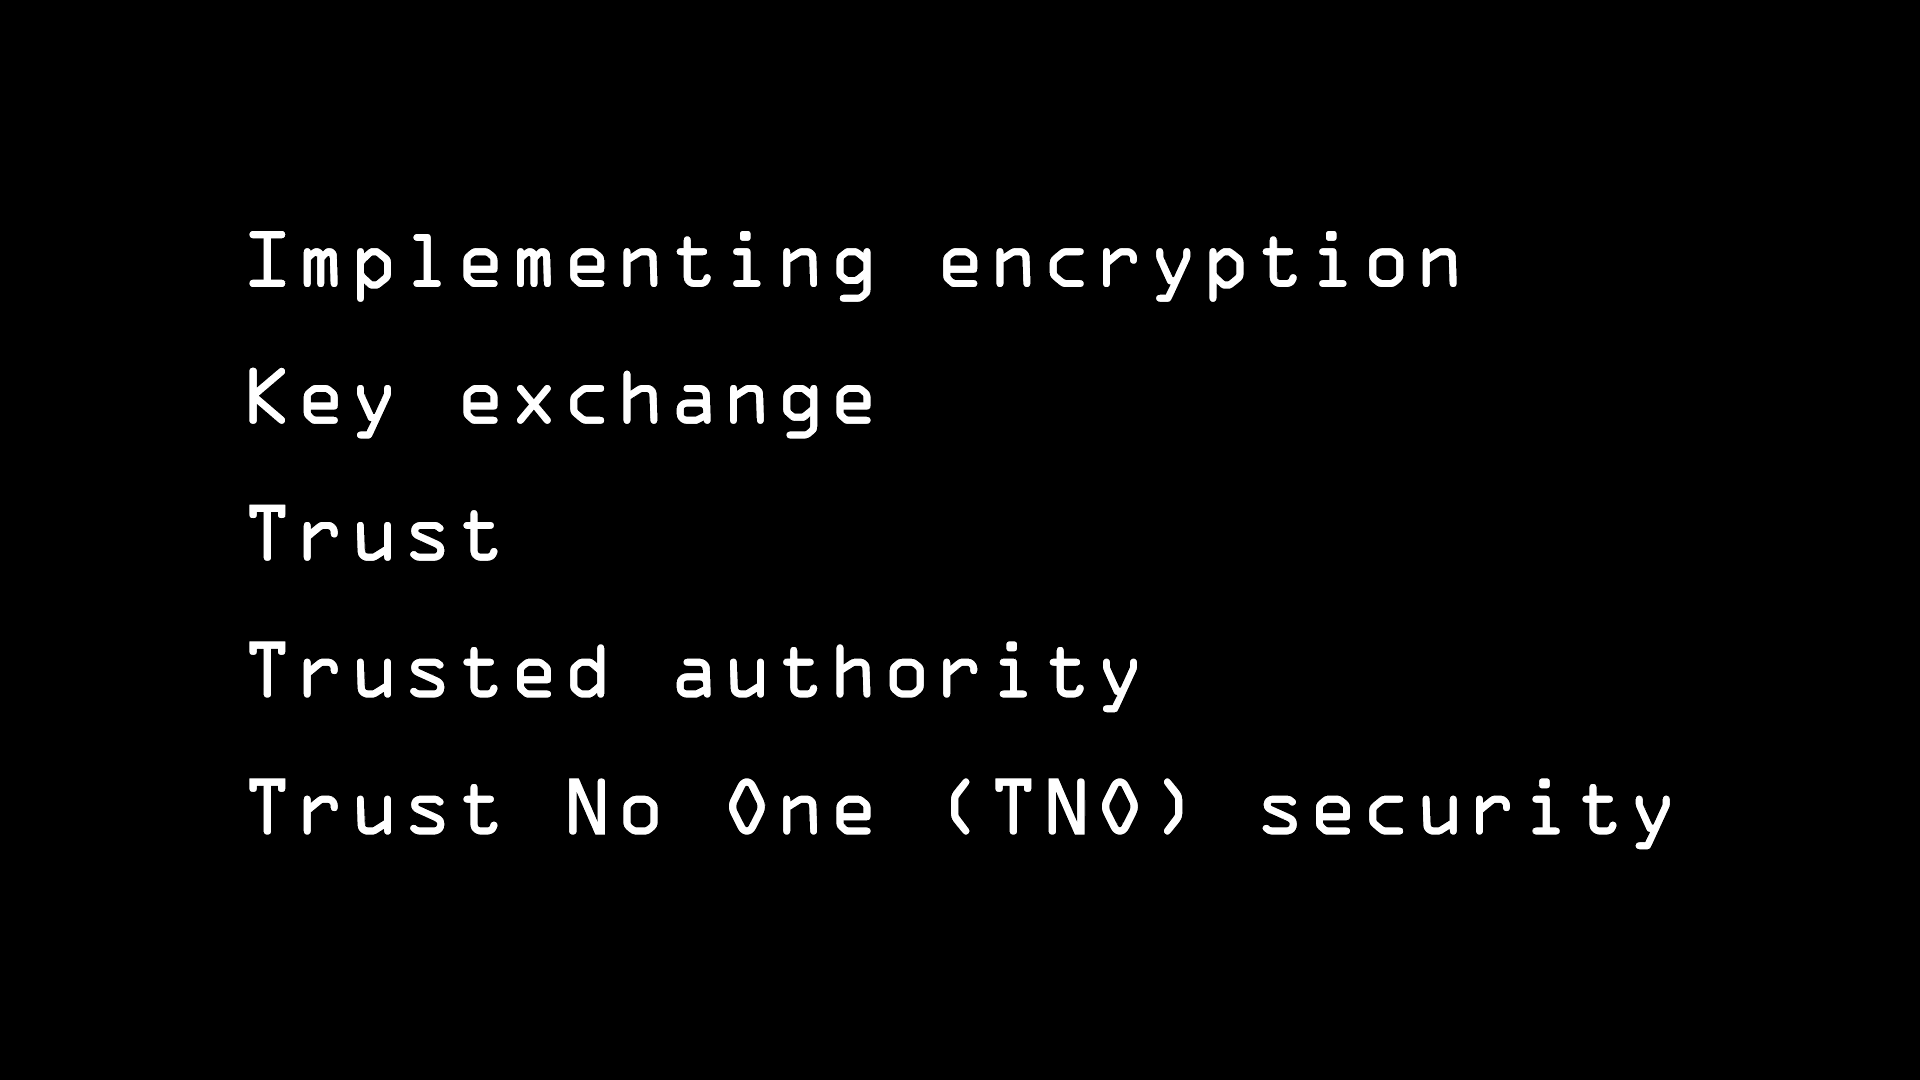 Implementing encryption
Key exchange
Trust
Trusted authority
Trust No One (TNO) security